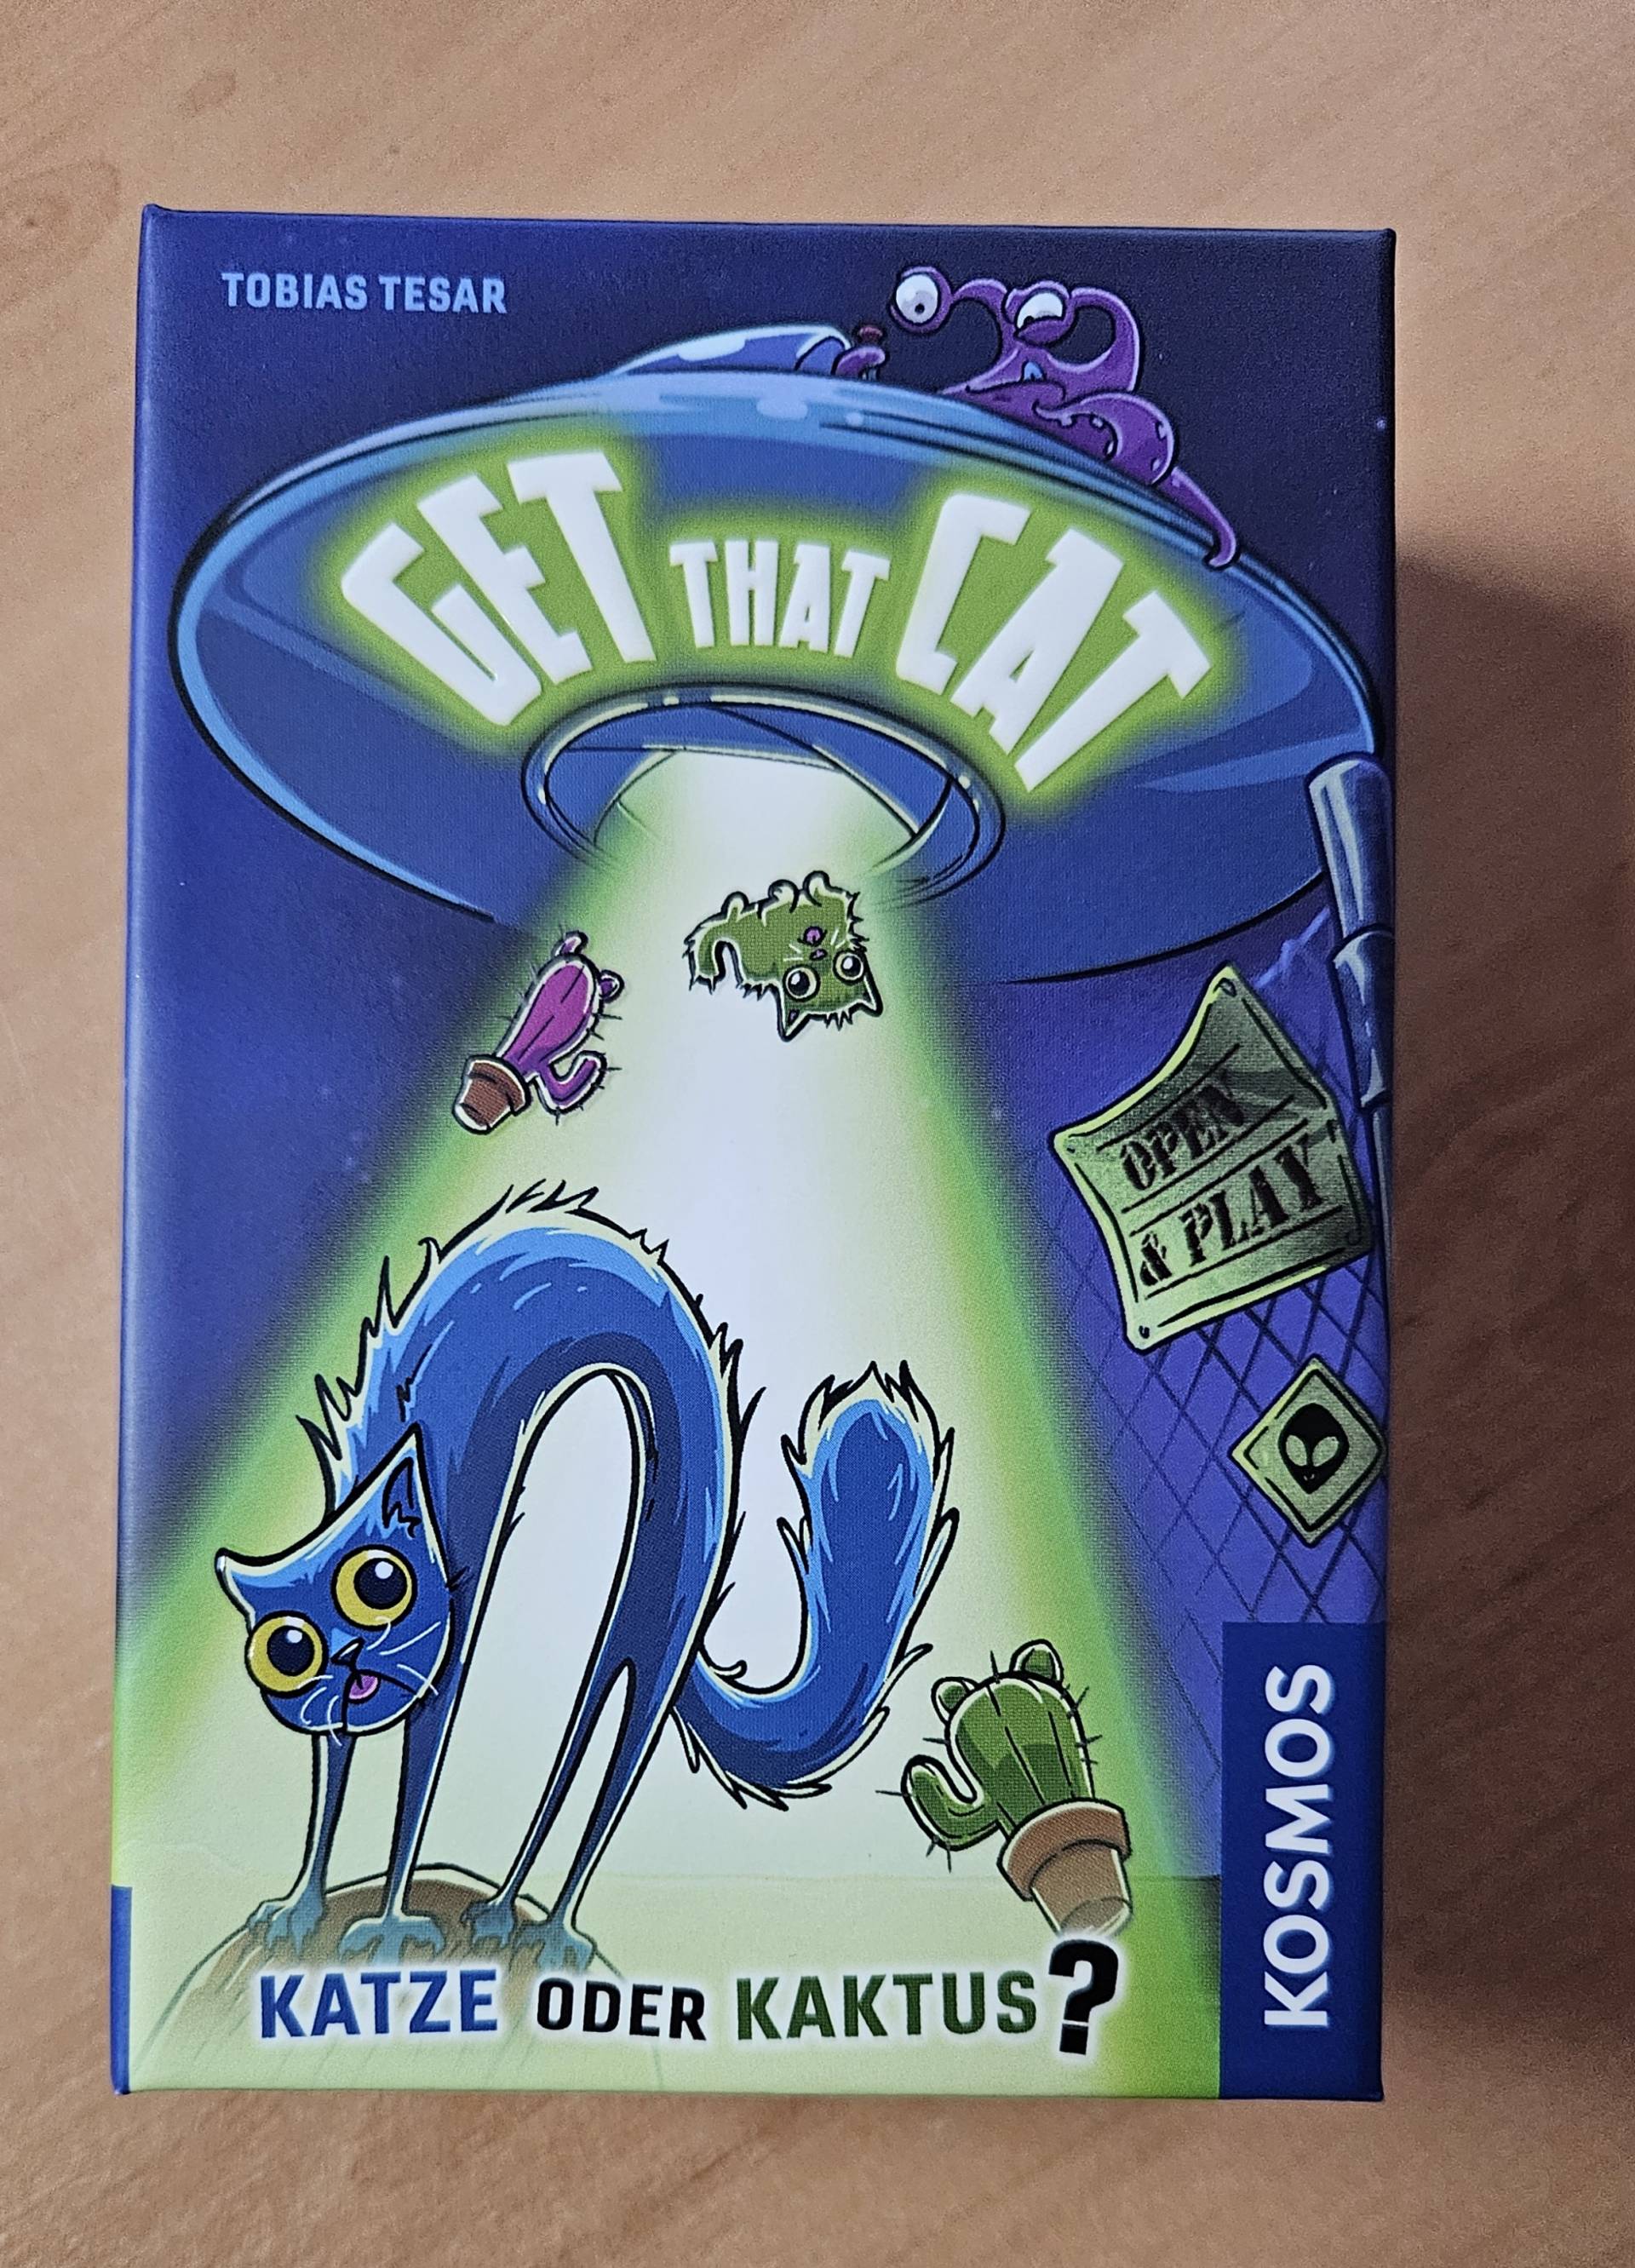 TOBIAS TESAR
GET THAT CAT
OPEN
& PLAY
KATZE ODER KAKTUS?
KOSMOS